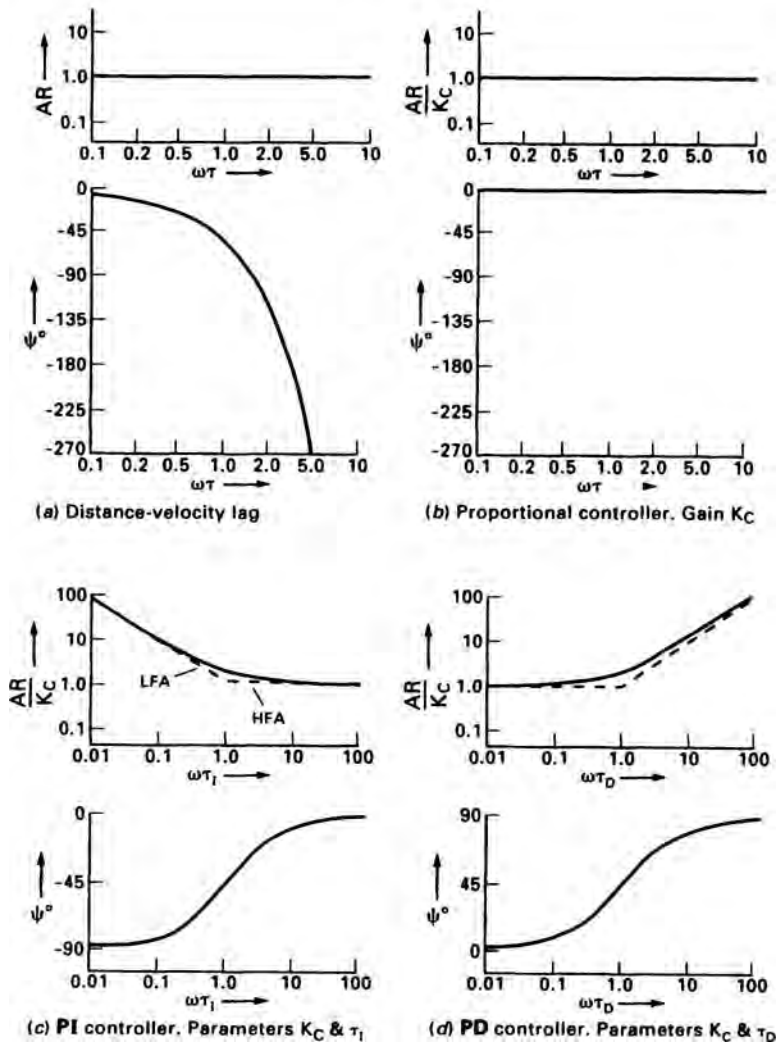 10
1.0
0.1
AR
0.1 0.2 0.5 1.0 2.0 5.0 10
ωτ
0
-45
-90
-135
-180
-225
-270
ψ°
0.1 0.2 0.5 1.0 2.0 5.0 10
ωτ
(a) Distance-velocity lag
10
1.0
0.1
AR
K_C
0.1 0.2 0.5 1.0 2.0 5.0 10
ωτ
0
-45
-90
-135
-180
-225
-270
ψ°
0.1 0.2 0.5 1.0 2.0 5.0 10
ωτ
(b) Proportional controller. Gain K_C
100
10
1.0
0.1
AR
K_C
LFA
HFA
0.01 0.1 1.0 10 100
ωτ_I
0
-45
-90
ψ°
0.01 0.1 1.0 10 100
ωτ_I
(c) PI controller. Parameters K_C & τ_I
100
10
1.0
0.1
AR
K_C
0.01 0.1 1.0 10 100
ωτ_D
90
45
0
ψ°
0.01 0.1 1.0 10 100
ωτ_D
(d) PD controller. Parameters K_C & τ_D